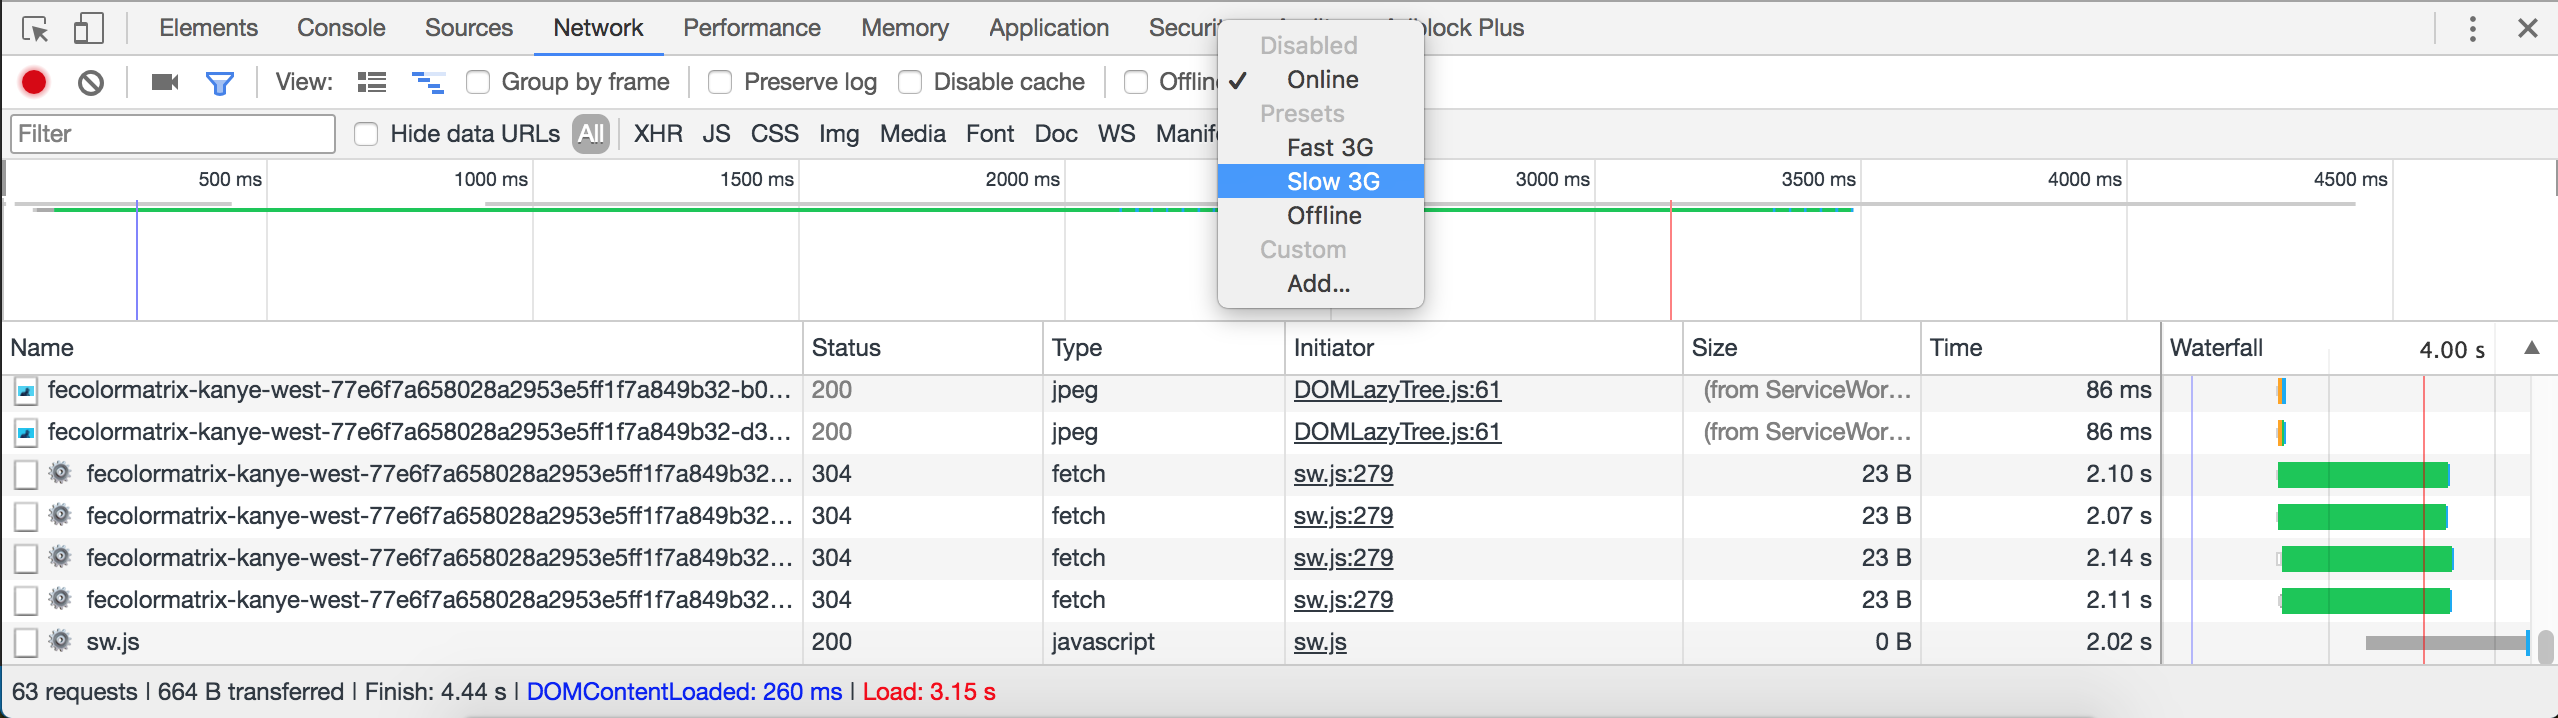 Elements Console Sources Network Performance Memory Application Securi lock Plus
View: Group by frame Preserve log Disable cache Offlin
Filter Hide data URLs All XHR JS CSS Img Media Font Doc WS Manif
Disabled
✓ Online
Presets
Fast 3G
Slow 3G
Offline
Custom
Add...
500 ms 1000 ms 1500 ms 2000 ms 3000 ms 3500 ms 4000 ms 4500 ms
Name Status Type Initiator Size Time Waterfall 4.00 s ▲
fecolormatrix-kanye-west-77e6f7a658028a2953e5ff1f7a849b32-b0... 200 jpeg DOMLazyTree.js:61 (from ServiceWor... 86 ms
fecolormatrix-kanye-west-77e6f7a658028a2953e5ff1f7a849b32-d3... 200 jpeg DOMLazyTree.js:61 (from ServiceWor... 86 ms
fecolormatrix-kanye-west-77e6f7a658028a2953e5ff1f7a849b32... 304 fetch sw.js:279 23 B 2.10 s
fecolormatrix-kanye-west-77e6f7a658028a2953e5ff1f7a849b32... 304 fetch sw.js:279 23 B 2.07 s
fecolormatrix-kanye-west-77e6f7a658028a2953e5ff1f7a849b32... 304 fetch sw.js:279 23 B 2.14 s
fecolormatrix-kanye-west-77e6f7a658028a2953e5ff1f7a849b32... 304 fetch sw.js:279 23 B 2.11 s
sw.js 200 javascript sw.js 0 B 2.02 s
63 requests | 664 B transferred | Finish: 4.44 s | DOMContentLoaded: 260 ms | Load: 3.15 s